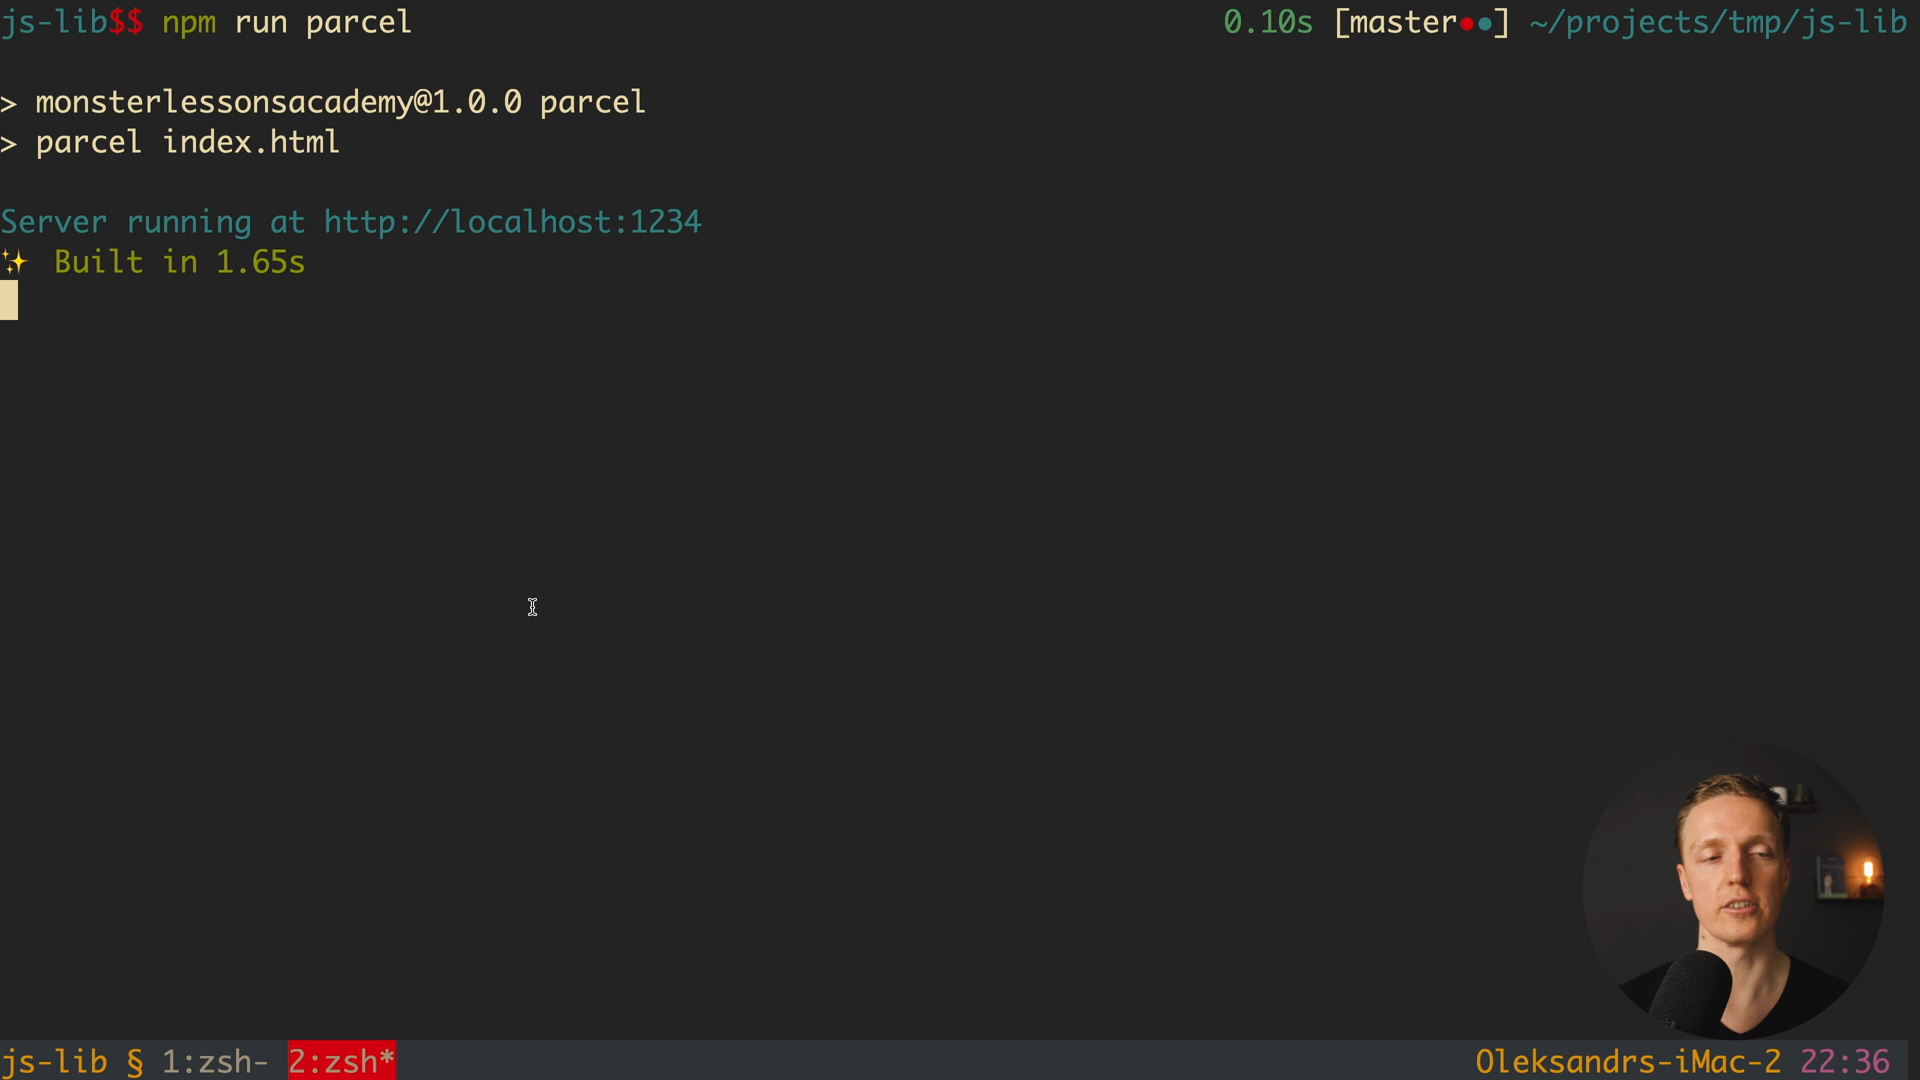 js-lib$$ npm run parcel 0.10s [master●●] ~/projects/tmp/js-lib
> monsterlessonsacademy@1.0.0 parcel
> parcel index.html
Server running at http://localhost:1234
✨ Built in 1.65s
js-lib § 1:zsh- 2:zsh* Oleksandrs-iMac-2 22:36